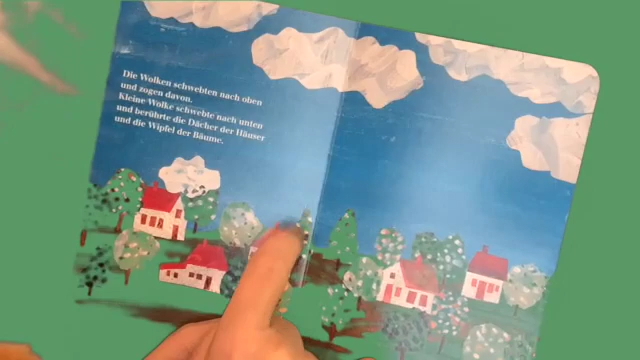 Die Wolken schwebten nach oben
und zogen davon.
Kleine Wolke schwebte nach unten
und berührte die Dächer der Häuser
und die Wipfel der Bäume.